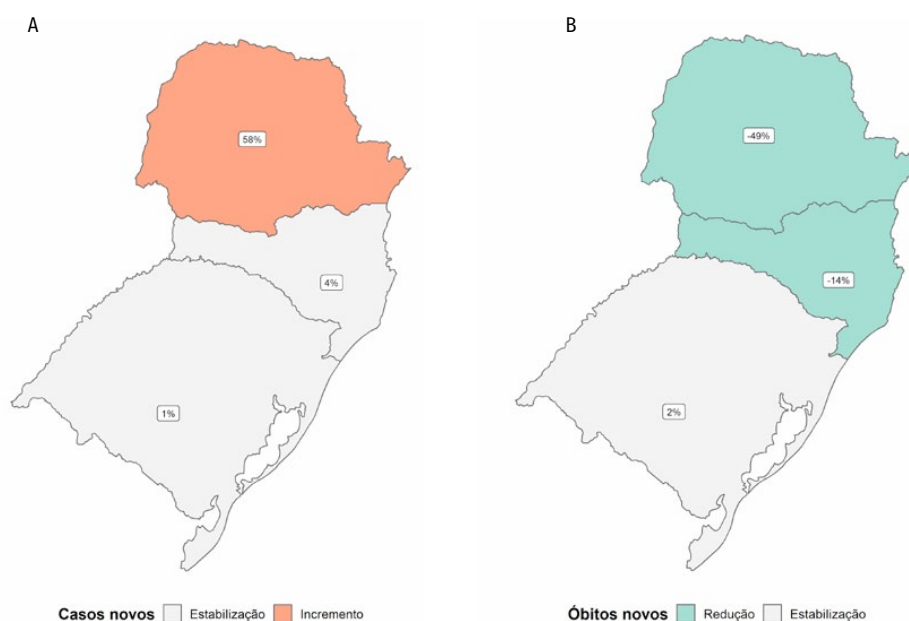 A
B
58%
-49%
4%
-14%
1%
2%
Casos novos Estabilização Incremento
Óbitos novos Redução Estabilização